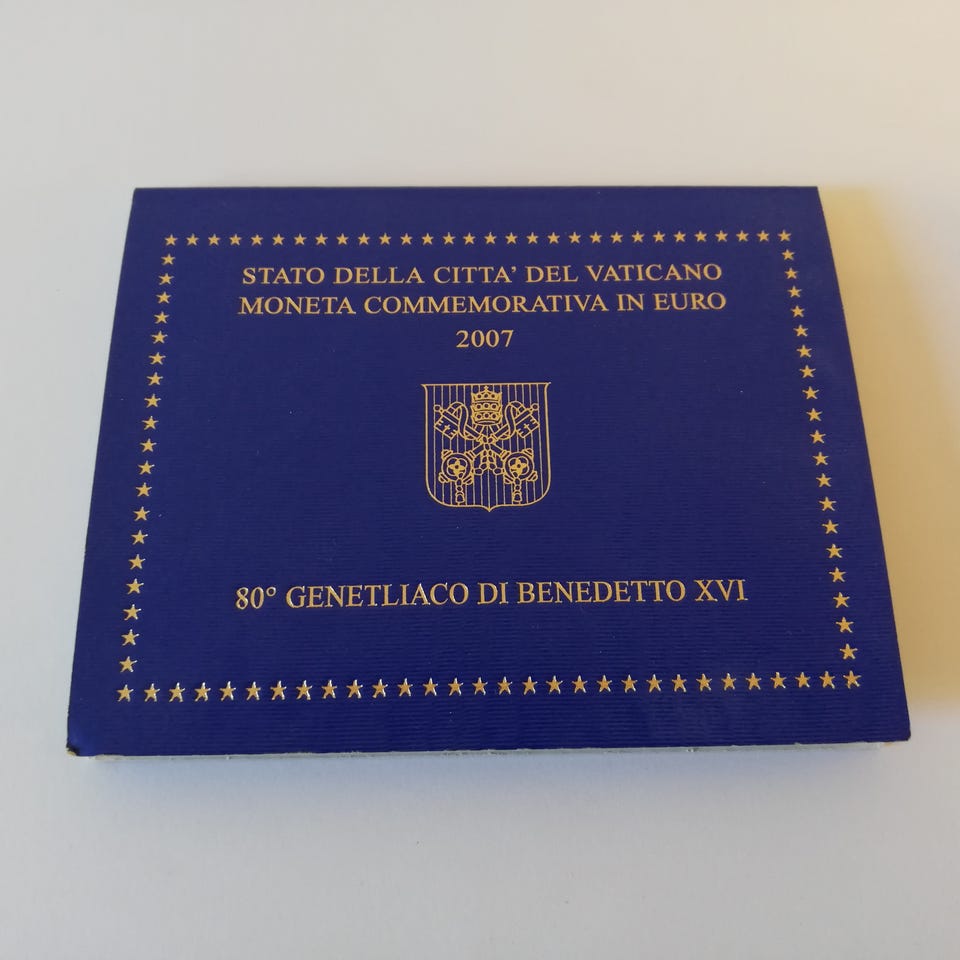 STATO DELLA CITTA' DEL VATICANO
MONETA COMMEMORATIVA IN EURO
2007
80° GENETLIACO DI BENEDETTO XVI